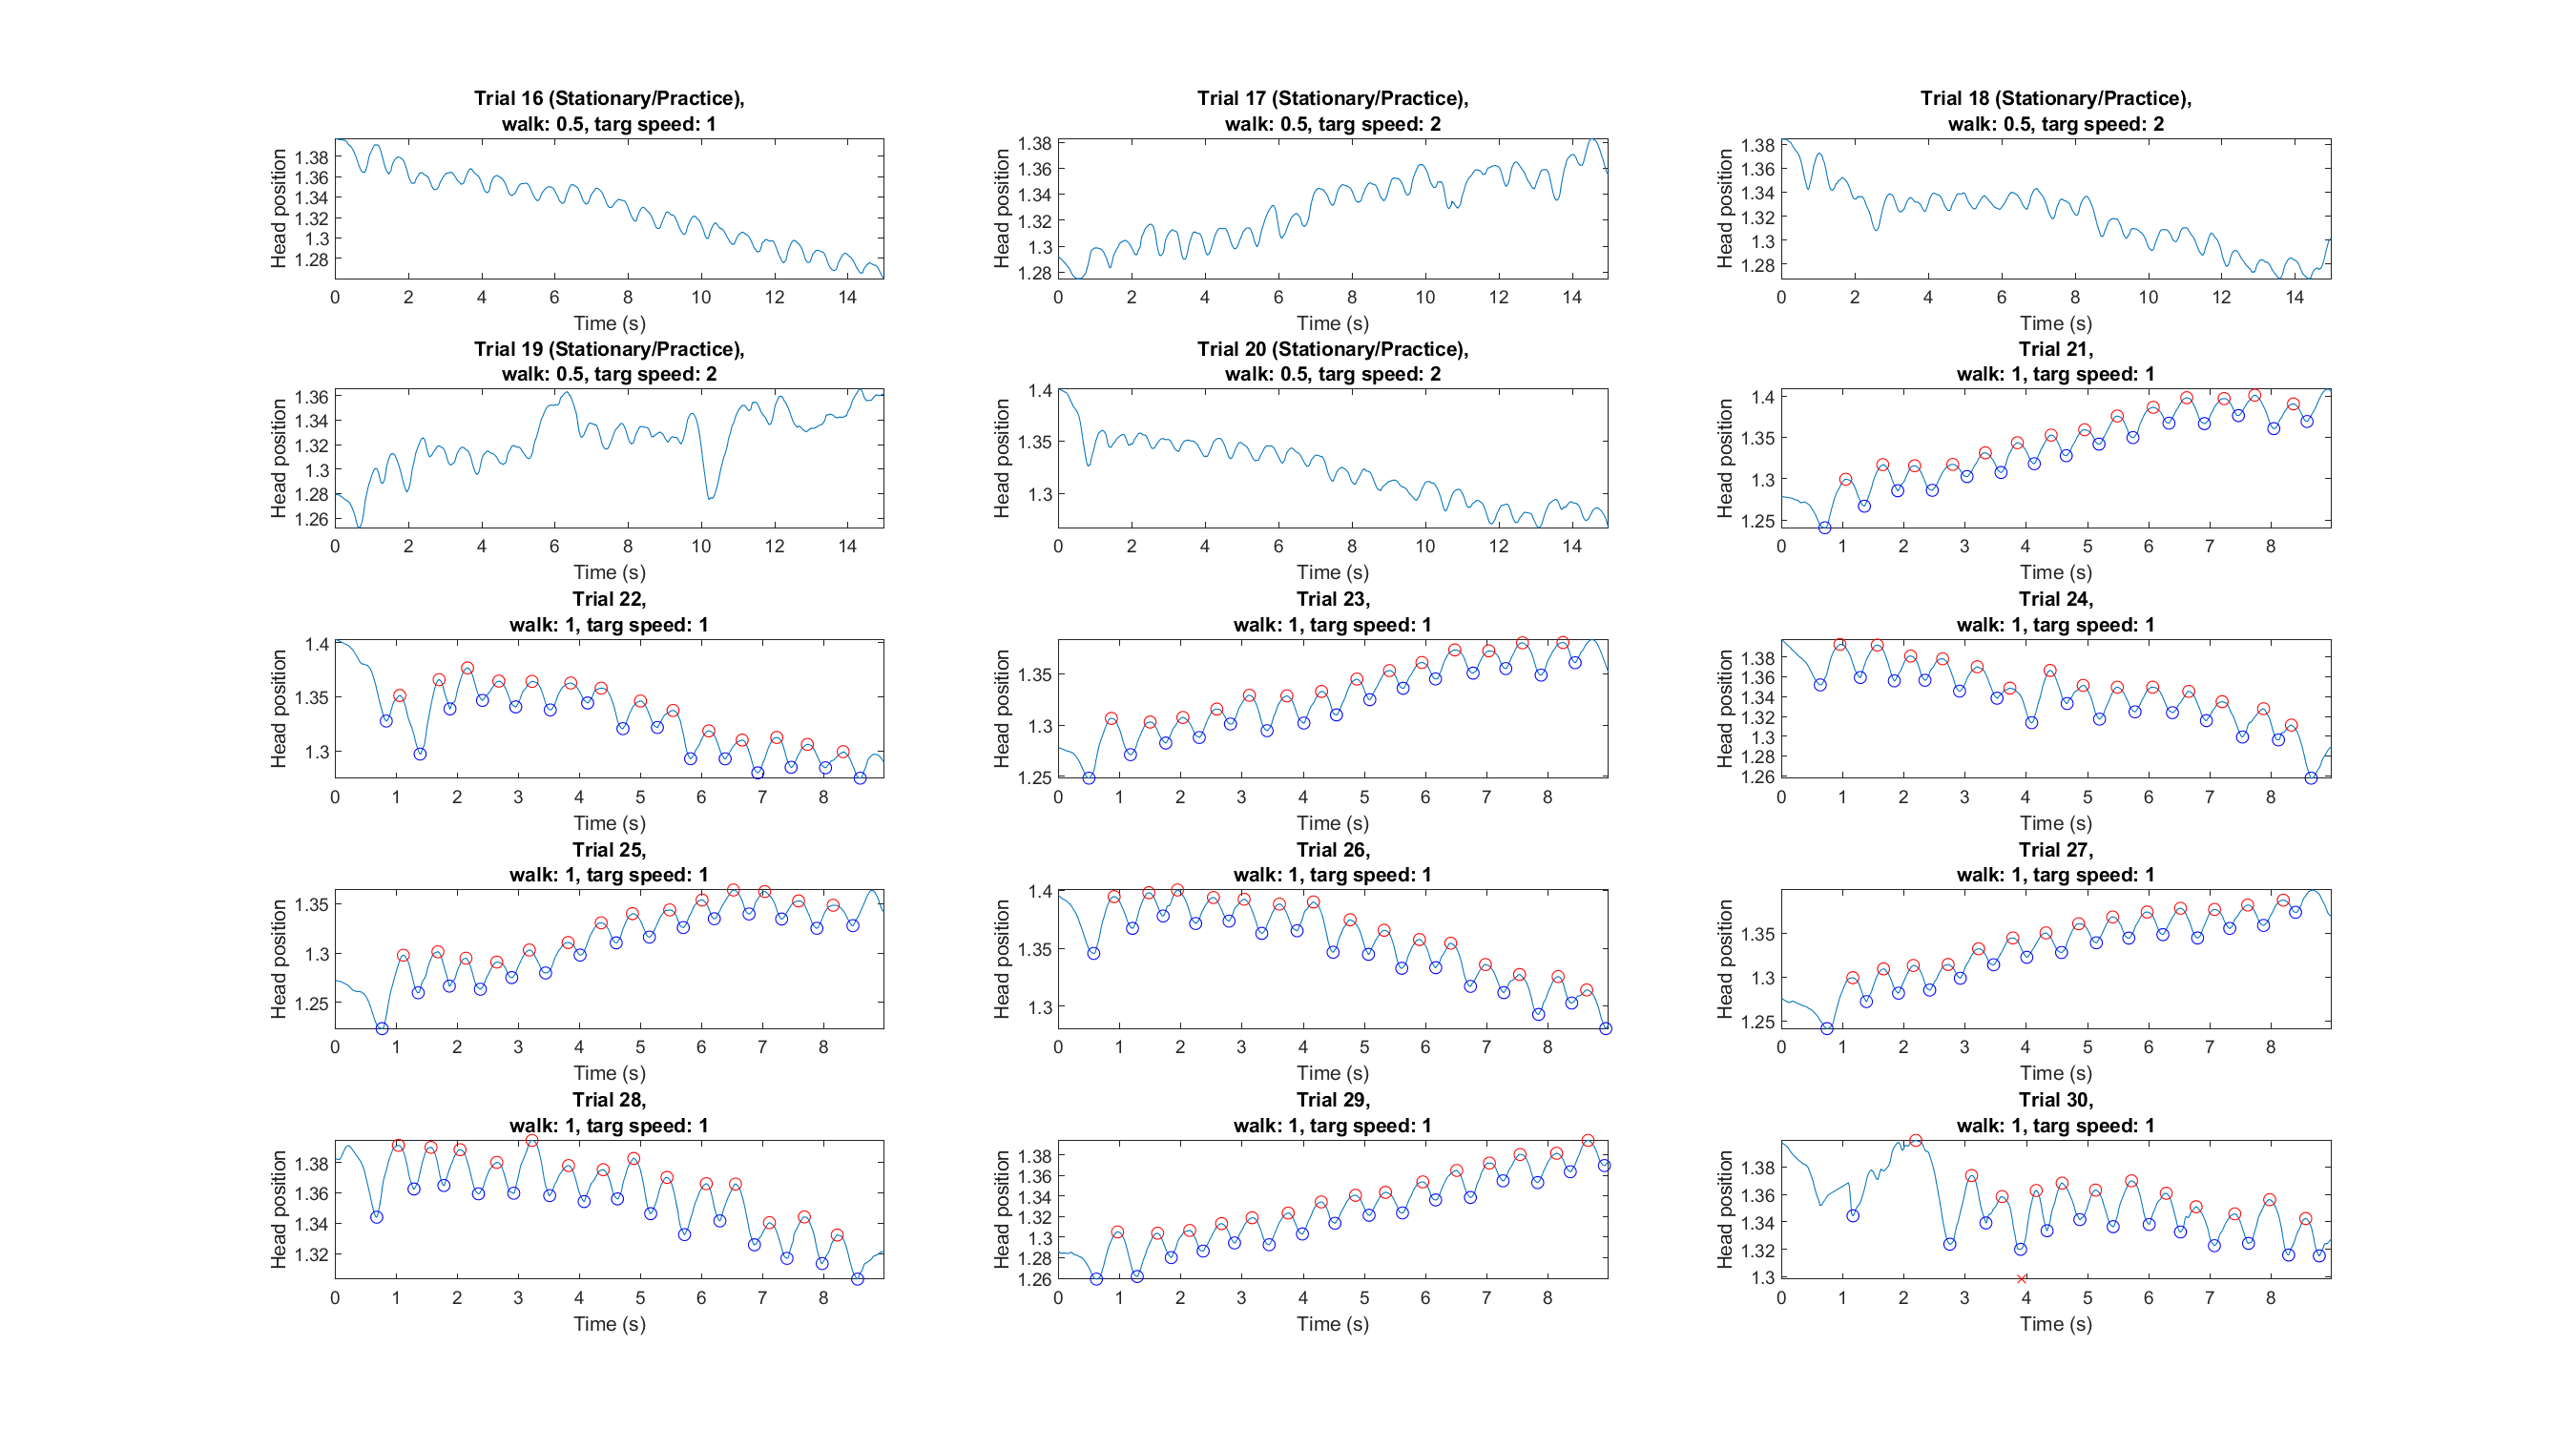 Trial 16 (Stationary/Practice),
walk: 0.5, targ speed: 1
Head position
1.38
1.36
1.34
1.32
1.3
1.28
0 2 4 6 8 10 12 14
Time (s)
Trial 17 (Stationary/Practice),
walk: 0.5, targ speed: 2
Head position
1.38
1.36
1.34
1.32
1.3
1.28
0 2 4 6 8 10 12 14
Time (s)
Trial 18 (Stationary/Practice),
walk: 0.5, targ speed: 2
Head position
1.38
1.36
1.34
1.32
1.3
1.28
0 2 4 6 8 10 12 14
Time (s)
Trial 19 (Stationary/Practice),
walk: 0.5, targ speed: 2
Head position
1.36
1.34
1.32
1.3
1.28
1.26
0 2 4 6 8 10 12 14
Time (s)
Trial 20 (Stationary/Practice),
walk: 0.5, targ speed: 2
Head position
1.4
1.35
1.3
0 2 4 6 8 10 12 14
Time (s)
Trial 21,
walk: 1, targ speed: 1
Head position
1.4
1.35
1.3
1.25
0 1 2 3 4 5 6 7 8
Time (s)
Trial 22,
walk: 1, targ speed: 1
Head position
1.4
1.35
1.3
0 1 2 3 4 5 6 7 8
Time (s)
Trial 23,
walk: 1, targ speed: 1
Head position
1.35
1.3
1.25
0 1 2 3 4 5 6 7 8
Time (s)
Trial 24,
walk: 1, targ speed: 1
Head position
1.38
1.36
1.34
1.32
1.3
1.28
1.26
0 1 2 3 4 5 6 7 8
Time (s)
Trial 25,
walk: 1, targ speed: 1
Head position
1.35
1.3
1.25
0 1 2 3 4 5 6 7 8
Time (s)
Trial 26,
walk: 1, targ speed: 1
Head position
1.4
1.35
1.3
0 1 2 3 4 5 6 7 8
Time (s)
Trial 27,
walk: 1, targ speed: 1
Head position
1.35
1.3
1.25
0 1 2 3 4 5 6 7 8
Time (s)
Trial 28,
walk: 1, targ speed: 1
Head position
1.38
1.36
1.34
1.32
0 1 2 3 4 5 6 7 8
Time (s)
Trial 29,
walk: 1, targ speed: 1
Head position
1.38
1.36
1.34
1.32
1.3
1.28
1.26
0 1 2 3 4 5 6 7 8
Time (s)
Trial 30,
walk: 1, targ speed: 1
Head position
1.38
1.36
1.34
1.32
1.3
0 1 2 3 4 5 6 7 8
Time (s)